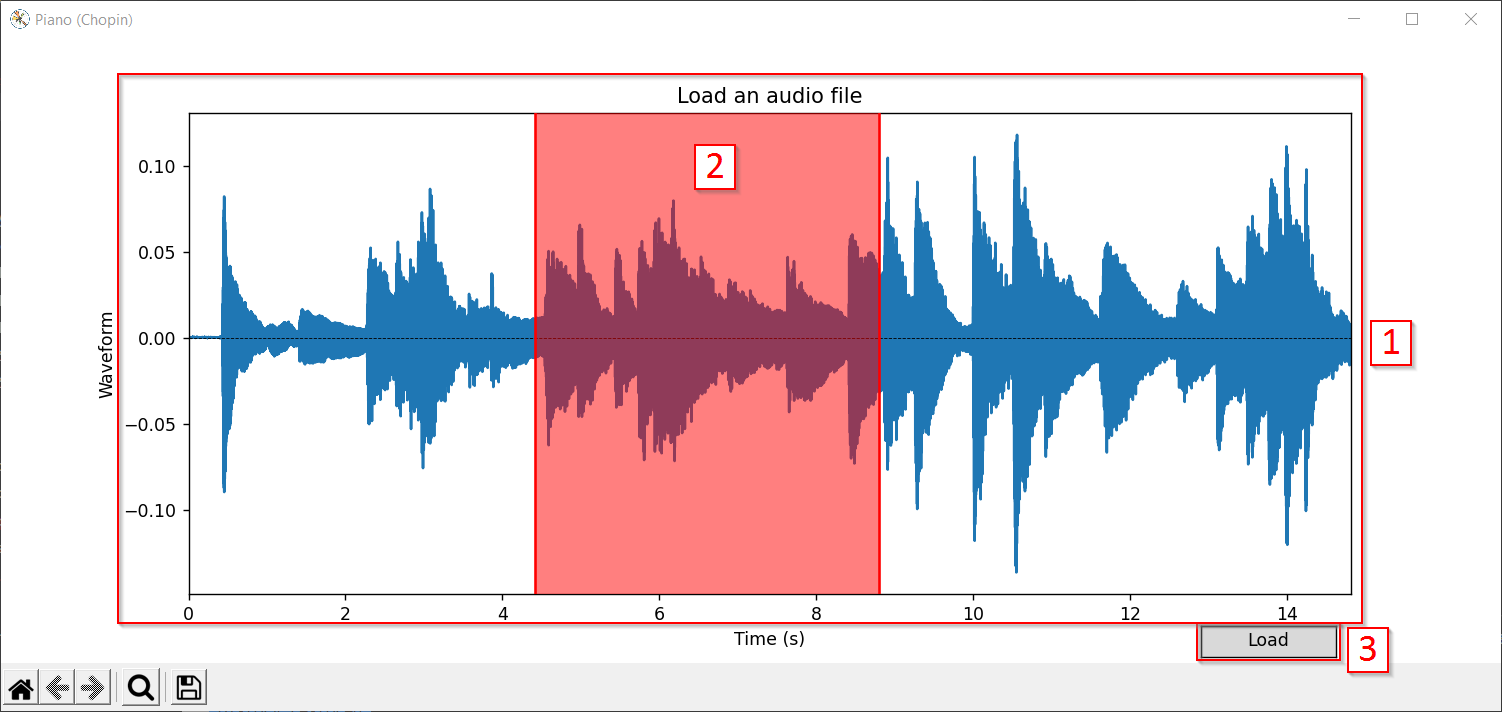 Piano (Chopin)
Load an audio file
2
0.10
0.05
0.00
−0.05
−0.10
Waveform
1
0 2 4 6 8 10 12 14
Time (s)
Load
3